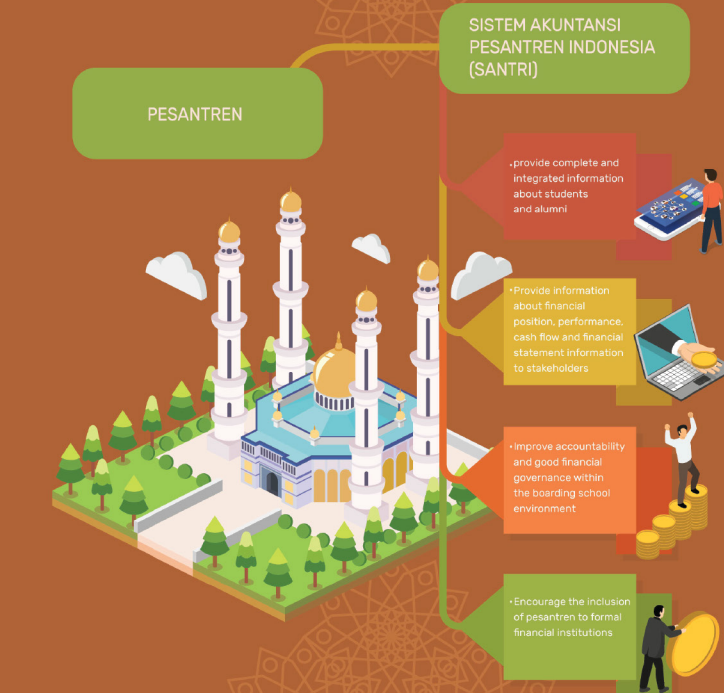 SISTEM AKUNTANSI
PESANTREN INDONESIA
(SANTRI)
PESANTREN
•provide complete and
integrated information
about students
and alumni
•Provide information
about financial
position, performance,
cash flow and financial
statement information
to stakeholders
•Improve accountability
and good financial
governance within
the boarding school
environment
•Encourage the inclusion
of pesantren to formal
financial institutions